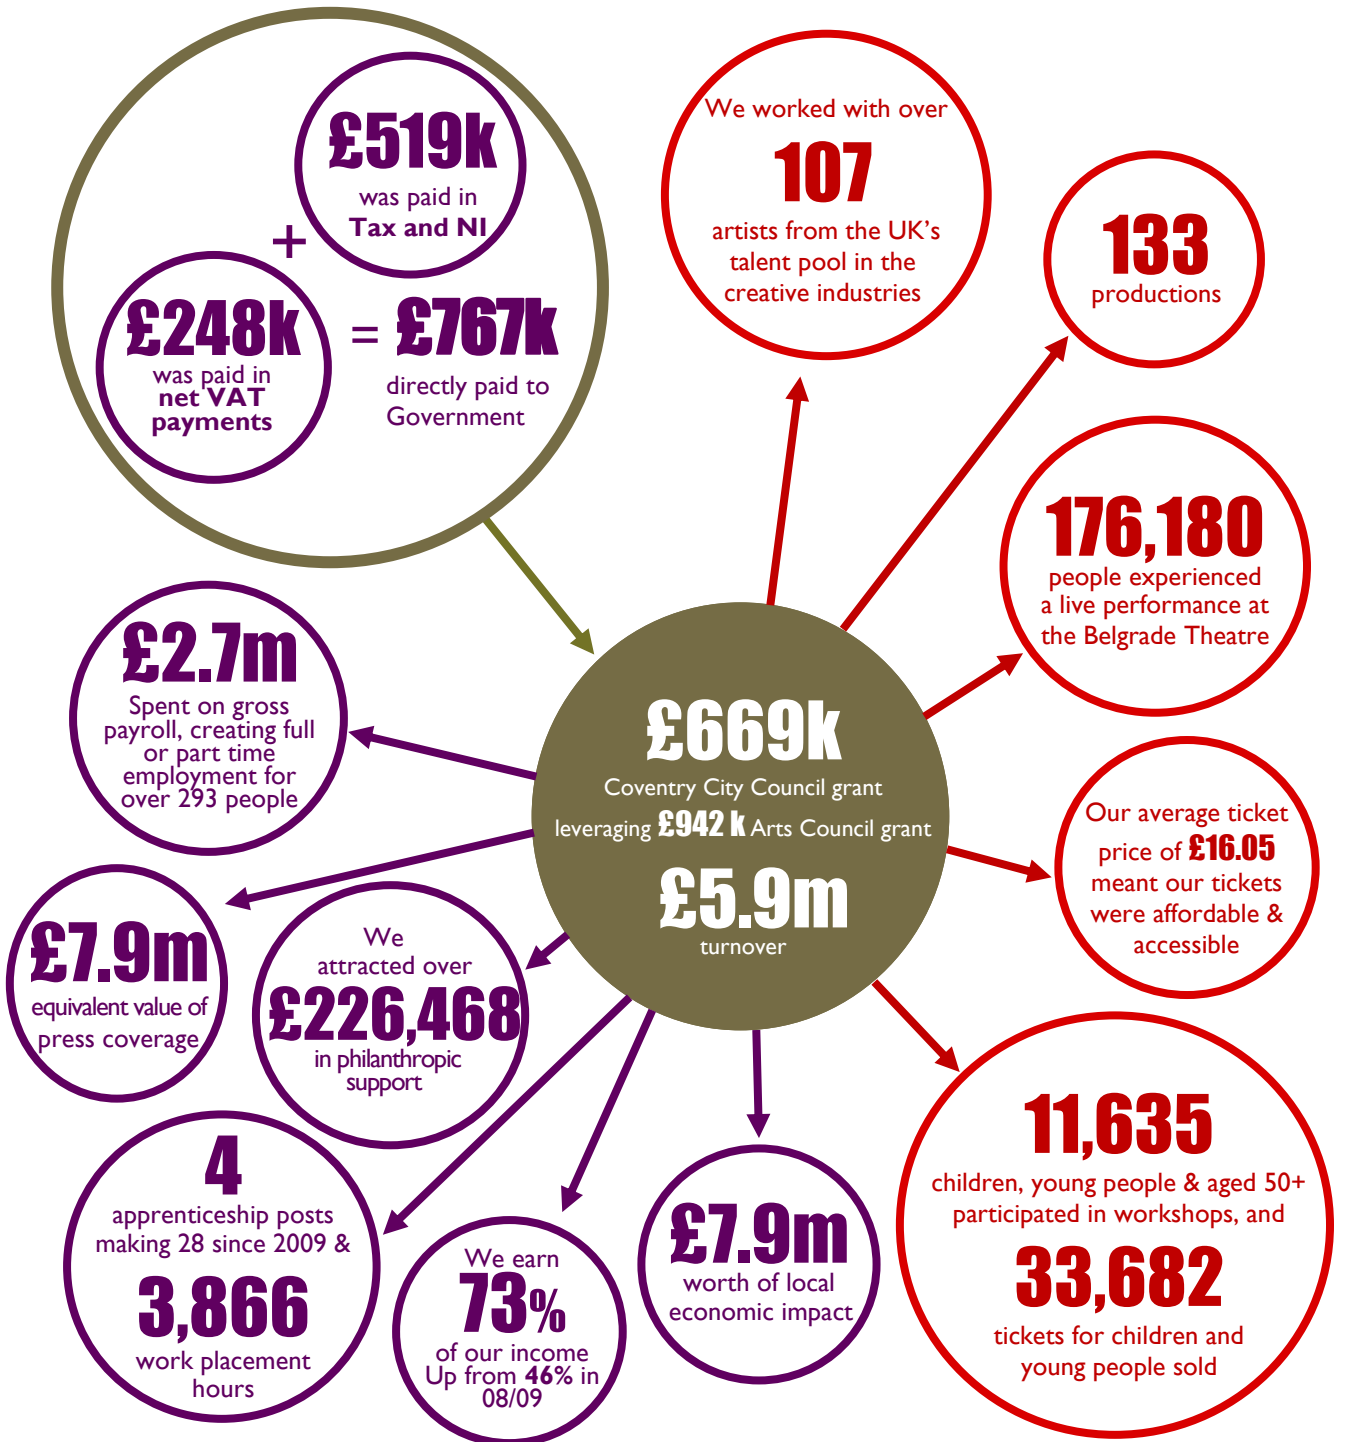 £519k
was paid in
Tax and NI
+
£248k
was paid in
net VAT
payments
= £767k
directly paid to
Government
We worked with over
107
artists from the UK's
talent pool in the
creative industries
133
productions
176,180
people experienced
a live performance at
the Belgrade Theatre
£2.7m
Spent on gross
payroll, creating full
or part time
employment for
over 293 people
£669k
Coventry City Council grant
leveraging £942 k Arts Council grant
£5.9m
turnover
Our average ticket
price of £16.05
meant our tickets
were affordable &
accessible
£7.9m
equivalent value of
press coverage
We
attracted over
£226,468
in philanthropic
support
4
apprenticeship posts
making 28 since 2009 &
3,866
work placement
hours
We earn
73%
of our income
Up from 46% in
08/09
£7.9m
worth of local
economic impact
11,635
children, young people & aged 50+
participated in workshops, and
33,682
tickets for children and
young people sold